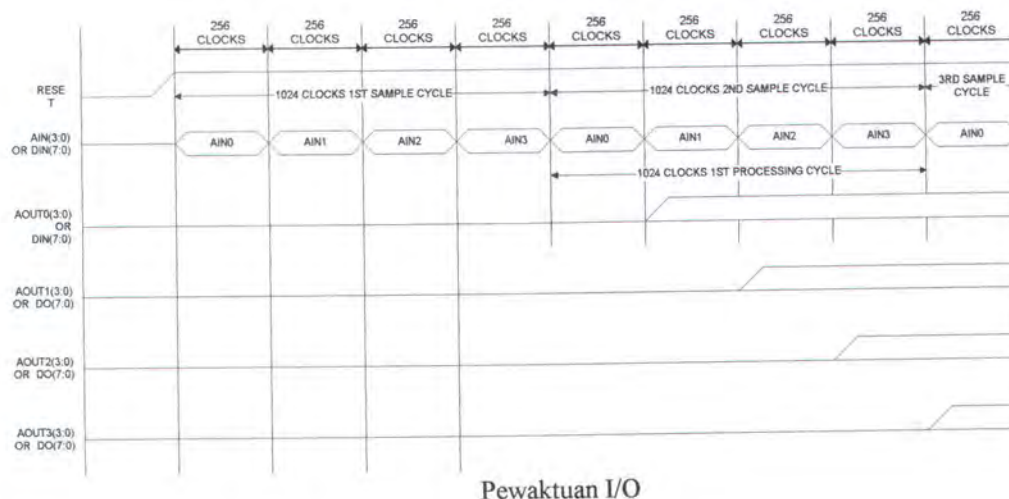 256 CLOCKS
256 CLOCKS
256 CLOCKS
256 CLOCKS
256 CLOCKS
256 CLOCKS
256 CLOCKS
256 CLOCKS
256 CLOCKS
RESE
T
1024 CLOCKS 1ST SAMPLE CYCLE
1024 CLOCKS 2ND SAMPLE CYCLE
3RD SAMPLE
CYCLE
AIN(3:0)
OR DIN(7:0)
AIN0
AIN1
AIN2
AIN3
AIN0
AIN1
AIN2
AIN3
AIN0
1024 CLOCKS 1ST PROCESSING CYCLE
AOUT0(3:0)
OR
DIN(7:0)
AOUT1(3:0)
OR DO(7:0)
AOUT2(3:0)
OR DO(7:0)
AOUT3(3:0)
OR DO(7:0)
Pewaktuan I/O